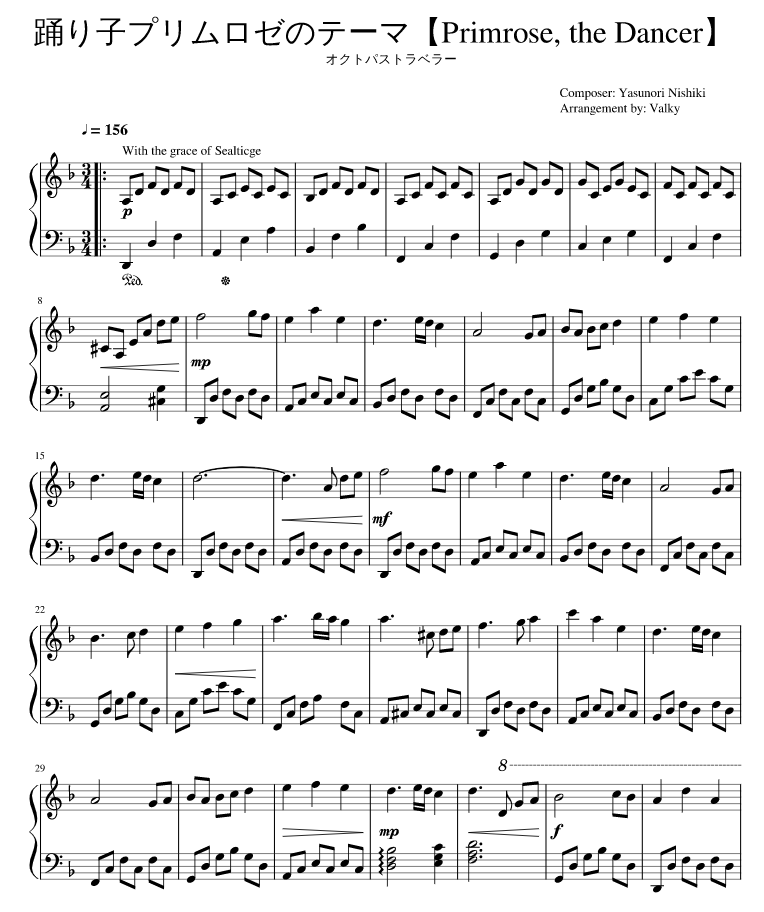 踊り子プリムロゼのテーマ【Primrose, the Dancer】
オクトパストラベラー
Composer: Yasunori Nishiki
Arrangement by: Valky
♩= 156
With the grace of Sealticge
3
4
3
4
p
Ped.
8
mp
15
mf
22
29
8
mp
f